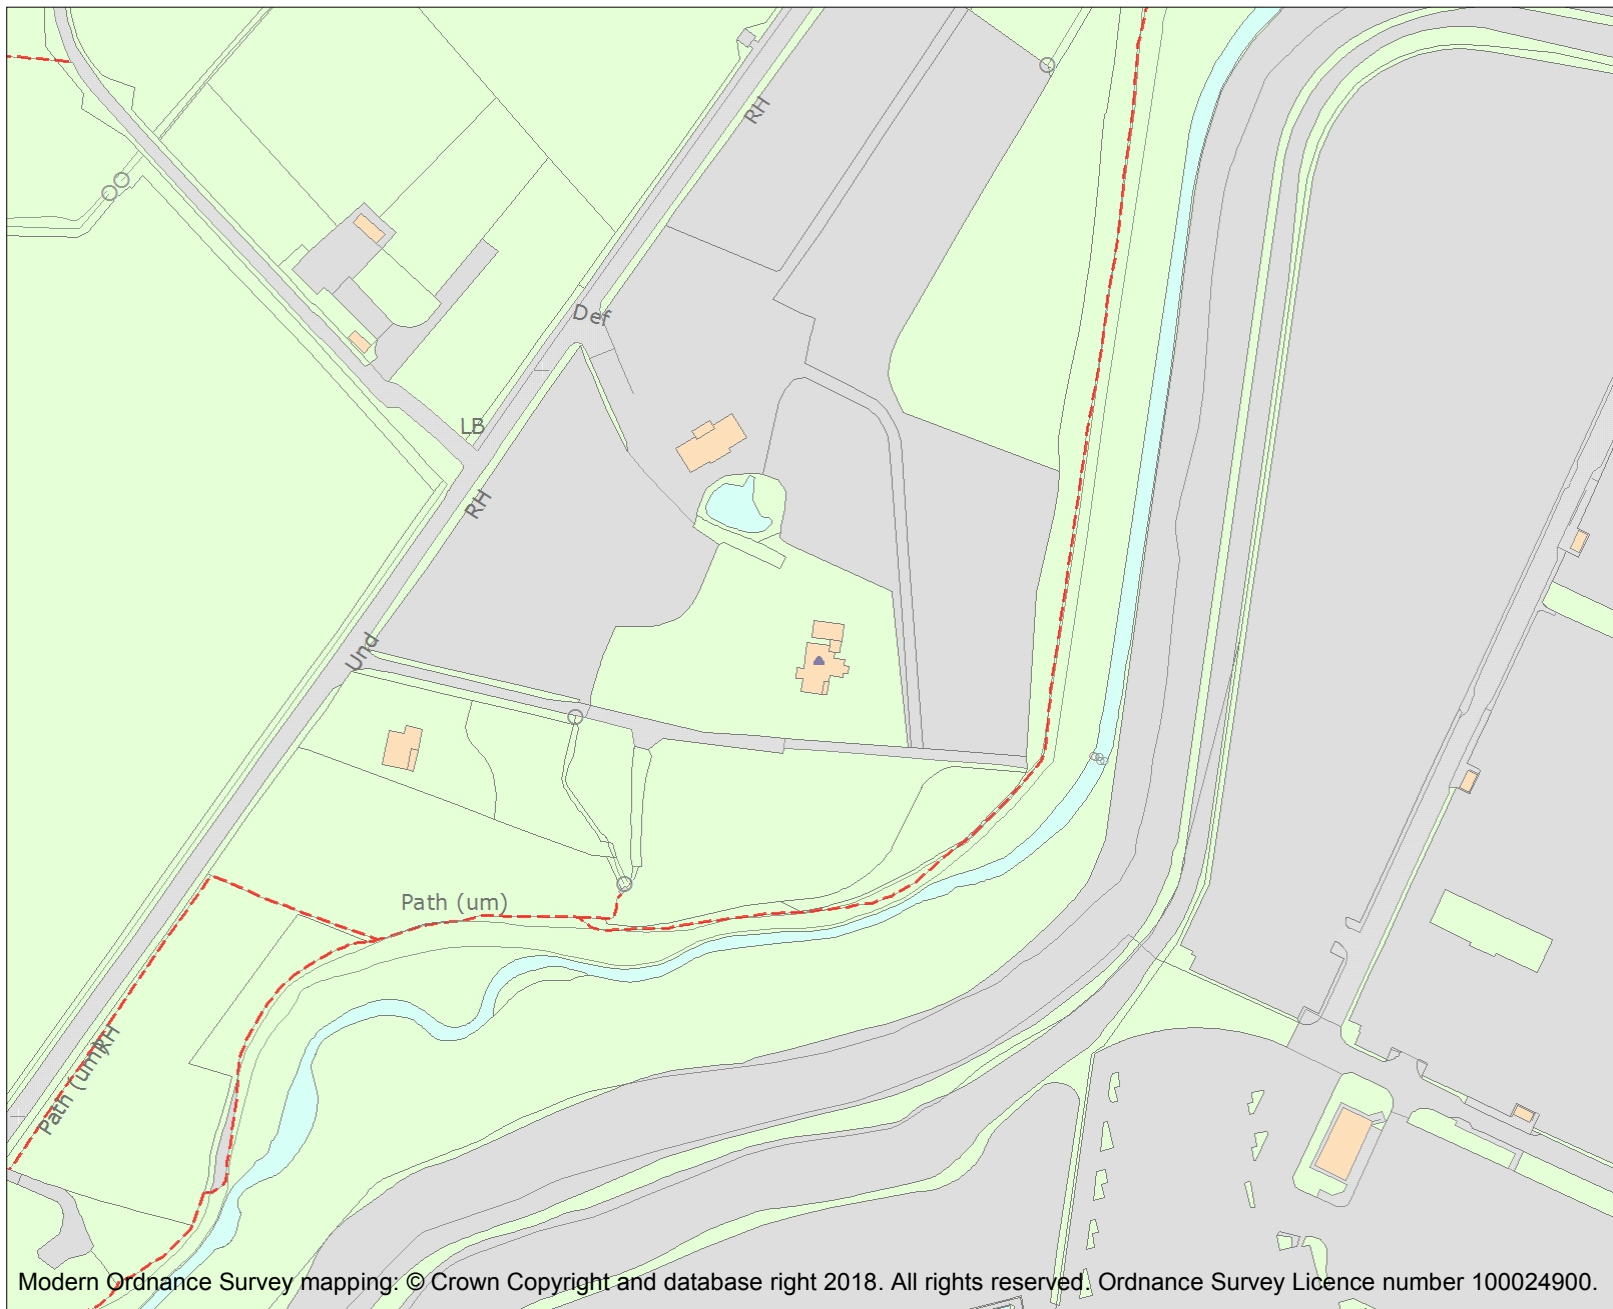 RH
Def
LB
RH
Und
Path (um)
RH
Path (um)
Modern Ordnance Survey mapping: © Crown Copyright and database right 2018. All rights reserved. Ordnance Survey Licence number 100024900.